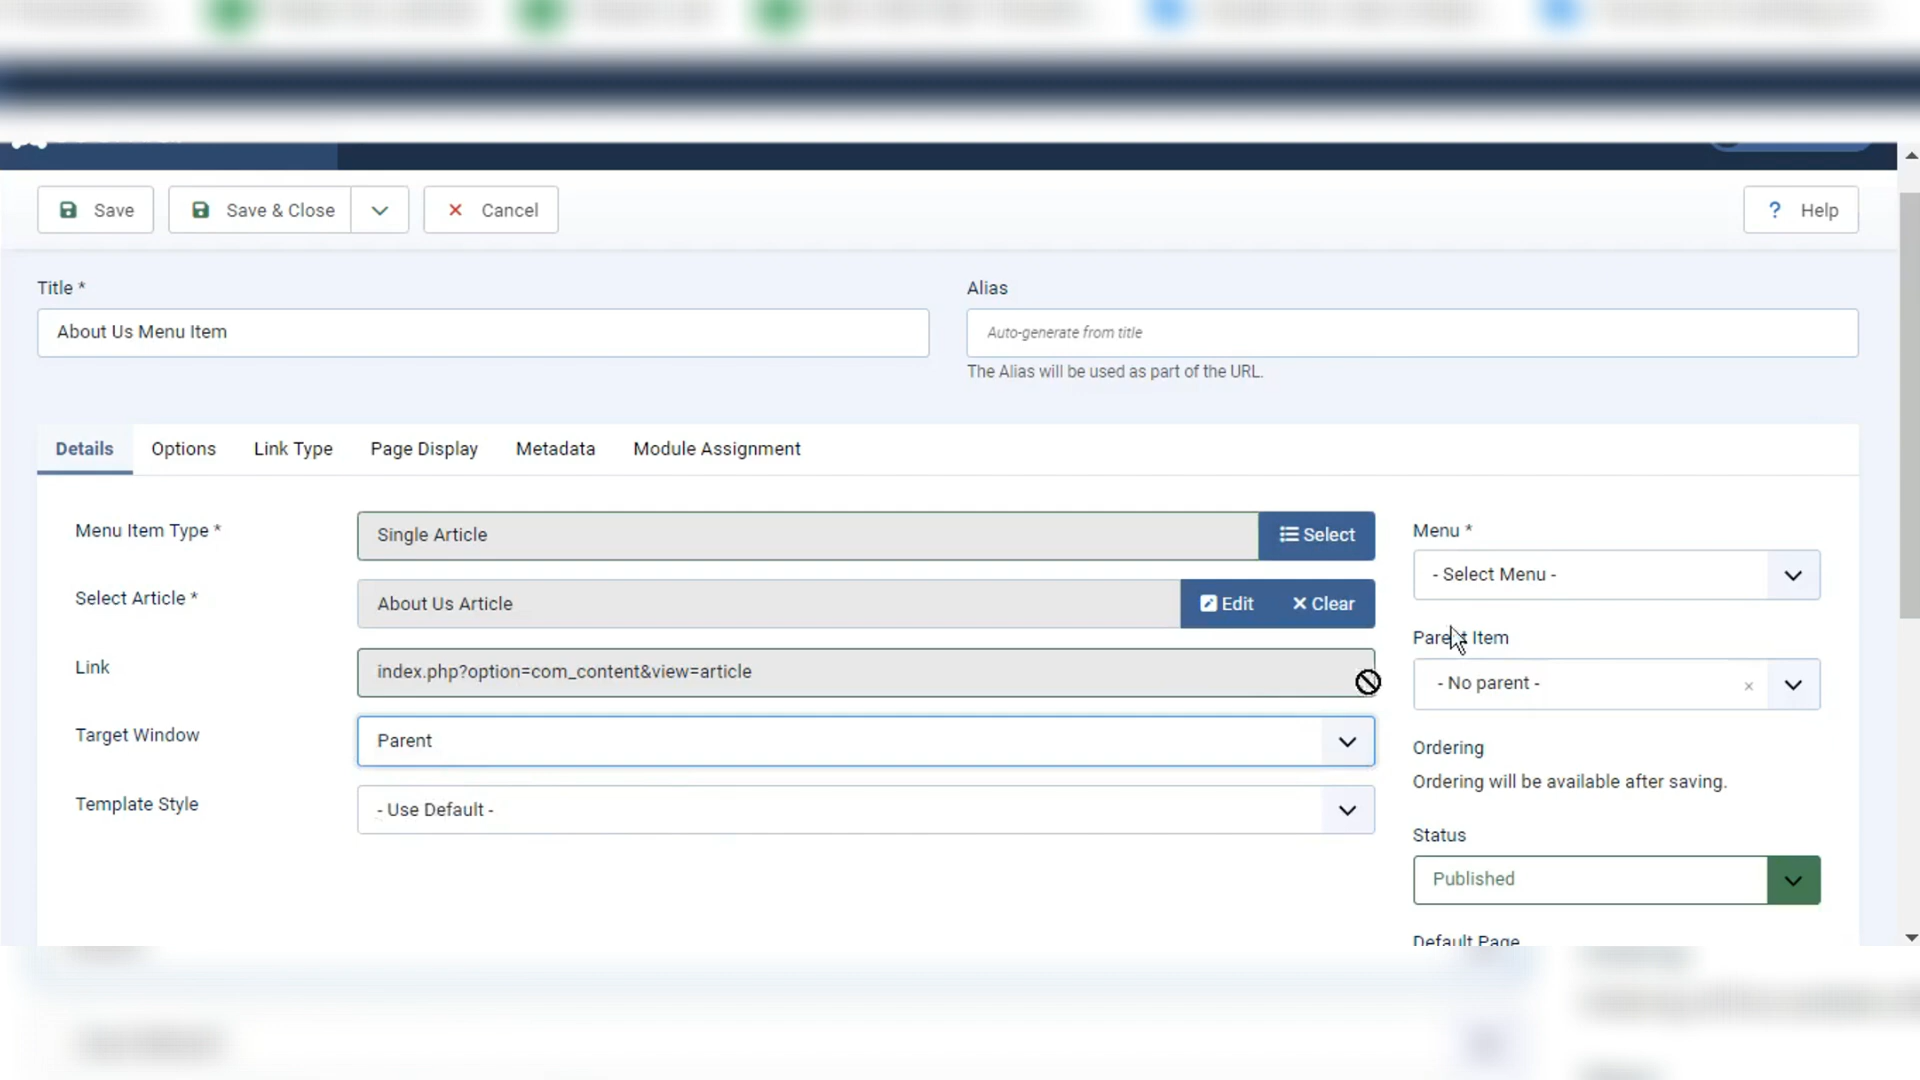 Save
Save & Close
Cancel
? Help
Title *
Alias
About Us Menu Item
Auto-generate from title
The Alias will be used as part of the URL.
Details
Options
Link Type
Page Display
Metadata
Module Assignment
Menu Item Type *
Single Article
Select
Select Article *
About Us Article
Edit
Clear
Link
index.php?option=com_content&view=article
Target Window
Parent
Template Style
- Use Default -
Menu *
- Select Menu -
Parent Item
- No parent -
Ordering
Ordering will be available after saving.
Status
Published
Default Page